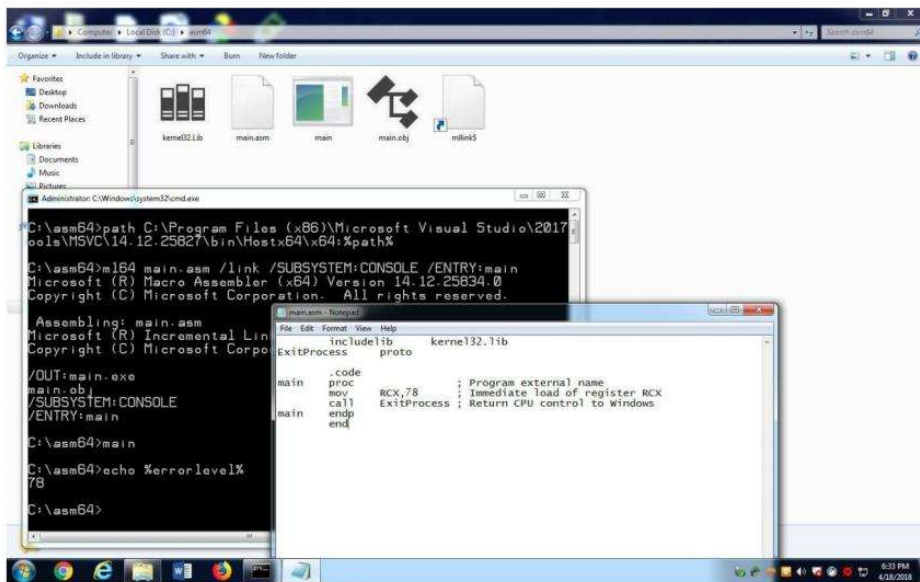 Computer ▸ Local Disk (C:) ▸ asm64
Search asm64
Organize ▾ Include in library ▾ Share with ▾ Burn New folder
Favorites
Desktop
Downloads
Recent Places
Libraries
Documents
Music
Pictures
kernel32.Lib main.asm main main.obj mllinkS
Administrator: C:\Windows\system32\cmd.exe
C:\asm64>path C:\Program Files (x86)\Microsoft Visual Studio\2017
ools\MSVC\14.12.25827\bin\Hostx64\x64;%path%
C:\asm64>ml64 main.asm /link /SUBSYSTEM:CONSOLE /ENTRY:main
Microsoft (R) Macro Assembler (x64) Version 14.12.25834.0
Copyright (C) Microsoft Corporation. All rights reserved.
Assembling: main.asm
Microsoft (R) Incremental Lin
Copyright (C) Microsoft Corpo
/OUT:main.exe
main.obj
/SUBSYSTEM:CONSOLE
/ENTRY:main
C:\asm64>main
C:\asm64>echo %errorlevel%
78
C:\asm64>
main.asm - Notepad
File Edit Format View Help
includelib kernel32.lib
ExitProcess proto
.code
main proc ; Program external name
mov RCX,78 ; Immediate load of register RCX
call ExitProcess ; Return CPU control to Windows
main endp
end
6:33 PM
4/18/2018